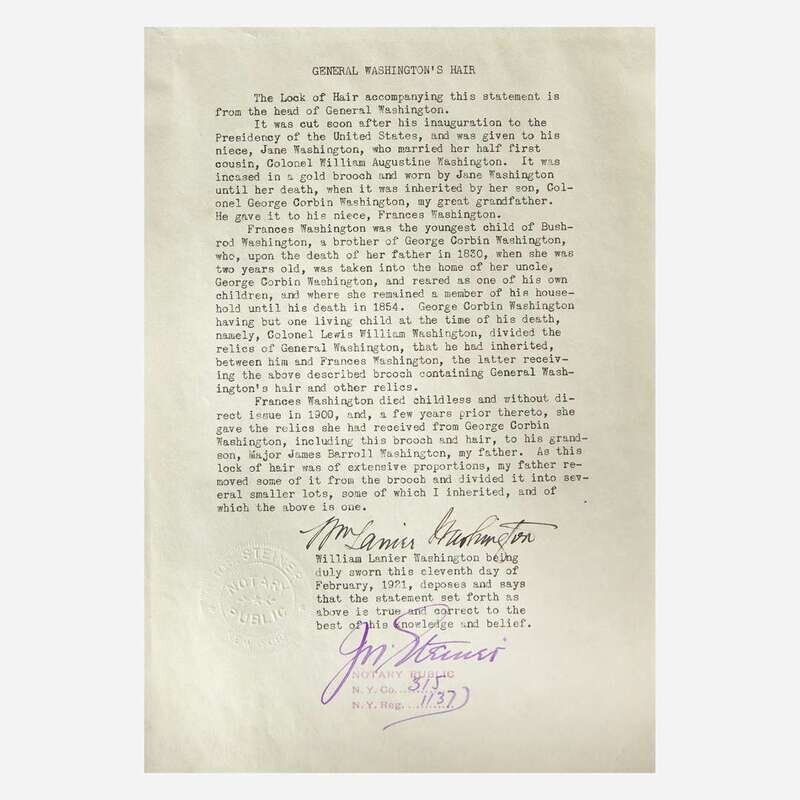 GENERAL WASHINGTON'S HAIR
The Lock of Hair accompanying this statement is
from the head of General Washington.
It was cut soon after his inauguration to the
Presidency of the United States, and was given to his
niece, Jane Washington, who married her half first
cousin, Colonel William Augustine Washington. It was
incased in a gold brooch and worn by Jane Washington
until her death, when it was inherited by her son, Col-
onel George Corbin Washington, my great grandfather.
He gave it to his niece, Frances Washington.
Frances Washington was the youngest child of Bush-
rod Washington, a brother of George Corbin Washington,
who, upon the death of her father in 1830, when she was
two years old, was taken into the home of her uncle,
George Corbin Washington, and reared as one of his own
children, and where she remained a member of his house-
hold until his death in 1854. George Corbin Washington
having but one living child at the time of his death,
namely, Colonel Lewis William Washington, divided the
relics of General Washington, that he had inherited,
between him and Frances Washington, the latter receiv-
ing the above described brooch containing General Wash-
ington's hair and other relics.
Frances Washington died childless and without di-
rect issue in 1900, and, a few years prior thereto, she
gave the relics she had received from George Corbin
Washington, including this brooch and hair, to his grand-
son, Major James Barroll Washington, my father. As this
lock of hair was of extensive proportions, my father re-
moved some of it from the brooch and divided it into sev-
eral smaller lots, some of which I inherited, and of
which the above is one.
Wm Lanier Washington
William Lanier Washington being
duly sworn this eleventh day of
February, 1921, deposes and says
that the statement set forth as
above is true and correct to the
best of his knowledge and belief.
STEINER
NOTARY
PUBLIC
NEW YORK
Steiner
NOTARY PUBLIC
N. Y. Co. 315
N. Y. Reg. 1137